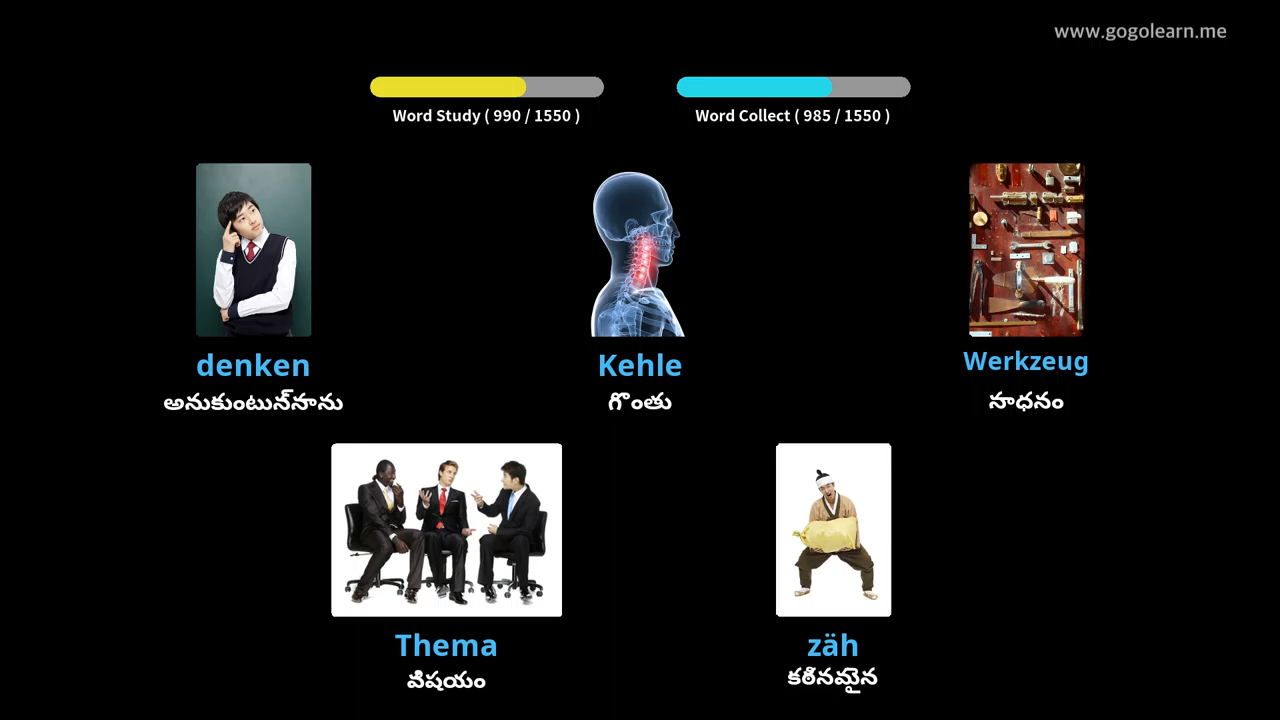 www.gogolearn.me
Word Study ( 990 / 1550 )
Word Collect ( 985 / 1550 )
denken
Kehle
Werkzeug
అనుకుంటున్నాను
గొంతు
సాధనం
Thema
zäh
విషయం
కఠినమైన